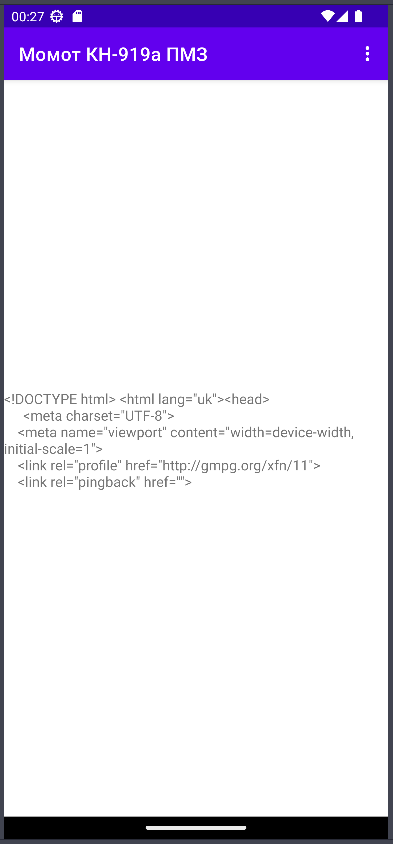 00:27
Момот КН-919а ПМЗ
<!DOCTYPE html> <html lang="uk"><head>
<meta charset="UTF-8">
<meta name="viewport" content="width=device-width,
initial-scale=1">
<link rel="profile" href="http://gmpg.org/xfn/11">
<link rel="pingback" href="">